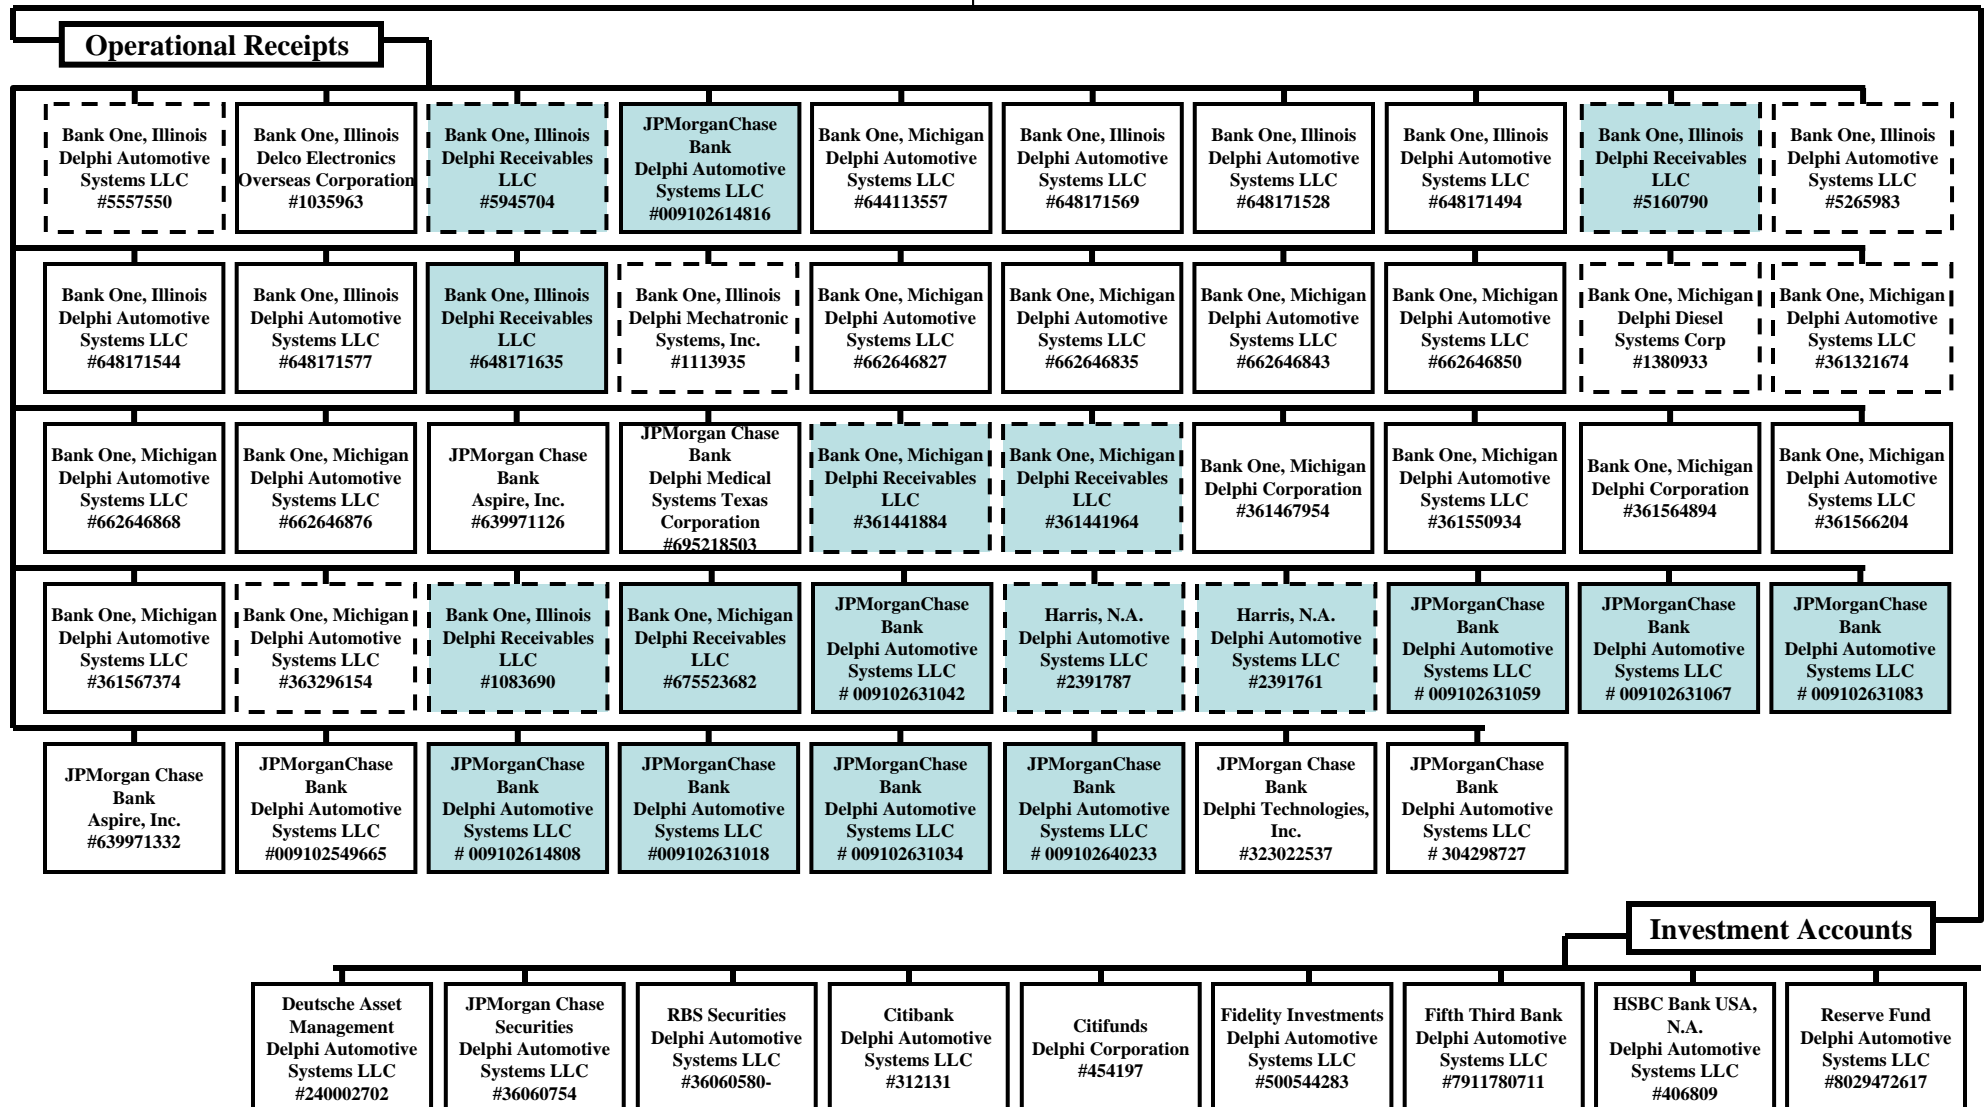 Operational Receipts
Bank One, Illinois
Delphi Automotive
Systems LLC
#5557550
Bank One, Illinois
Delco Electronics
Overseas Corporation
#1035963
Bank One, Illinois
Delphi Receivables
LLC
#5945704
JPMorganChase
Bank
Delphi Automotive
Systems LLC
#009102614816
Bank One, Michigan
Delphi Automotive
Systems LLC
#644113557
Bank One, Illinois
Delphi Automotive
Systems LLC
#648171569
Bank One, Illinois
Delphi Automotive
Systems LLC
#648171528
Bank One, Illinois
Delphi Automotive
Systems LLC
#648171494
Bank One, Illinois
Delphi Receivables
LLC
#5160790
Bank One, Illinois
Delphi Automotive
Systems LLC
#5265983
Bank One, Illinois
Delphi Automotive
Systems LLC
#648171544
Bank One, Illinois
Delphi Automotive
Systems LLC
#648171577
Bank One, Illinois
Delphi Receivables
LLC
#648171635
Bank One, Illinois
Delphi Mechatronic
Systems, Inc.
#1113935
Bank One, Michigan
Delphi Automotive
Systems LLC
#662646827
Bank One, Michigan
Delphi Automotive
Systems LLC
#662646835
Bank One, Michigan
Delphi Automotive
Systems LLC
#662646843
Bank One, Michigan
Delphi Automotive
Systems LLC
#662646850
Bank One, Michigan
Delphi Diesel
Systems Corp
#1380933
Bank One, Michigan
Delphi Automotive
Systems LLC
#361321674
Bank One, Michigan
Delphi Automotive
Systems LLC
#662646868
Bank One, Michigan
Delphi Automotive
Systems LLC
#662646876
JPMorgan Chase
Bank
Aspire, Inc.
#639971126
JPMorgan Chase
Bank
Delphi Medical
Systems Texas
Corporation
#695218503
Bank One, Michigan
Delphi Receivables
LLC
#361441884
Bank One, Michigan
Delphi Receivables
LLC
#361441964
Bank One, Michigan
Delphi Corporation
#361467954
Bank One, Michigan
Delphi Automotive
Systems LLC
#361550934
Bank One, Michigan
Delphi Corporation
#361564894
Bank One, Michigan
Delphi Automotive
Systems LLC
#361566204
Bank One, Michigan
Delphi Automotive
Systems LLC
#361567374
Bank One, Michigan
Delphi Automotive
Systems LLC
#363296154
Bank One, Illinois
Delphi Receivables
LLC
#1083690
Bank One, Michigan
Delphi Receivables
LLC
#675523682
JPMorganChase
Bank
Delphi Automotive
Systems LLC
# 009102631042
Harris, N.A.
Delphi Automotive
Systems LLC
#2391787
Harris, N.A.
Delphi Automotive
Systems LLC
#2391761
JPMorganChase
Bank
Delphi Automotive
Systems LLC
# 009102631059
JPMorganChase
Bank
Delphi Automotive
Systems LLC
# 009102631067
JPMorganChase
Bank
Delphi Automotive
Systems LLC
# 009102631083
JPMorgan Chase
Bank
Aspire, Inc.
#639971332
JPMorganChase
Bank
Delphi Automotive
Systems LLC
#009102549665
JPMorganChase
Bank
Delphi Automotive
Systems LLC
# 009102614808
JPMorganChase
Bank
Delphi Automotive
Systems LLC
#009102631018
JPMorganChase
Bank
Delphi Automotive
Systems LLC
# 009102631034
JPMorganChase
Bank
Delphi Automotive
Systems LLC
# 009102640233
JPMorgan Chase
Bank
Delphi Technologies,
Inc.
#323022537
JPMorganChase
Bank
Delphi Automotive
Systems LLC
# 304298727
Investment Accounts
Deutsche Asset
Management
Delphi Automotive
Systems LLC
#240002702
JPMorgan Chase
Securities
Delphi Automotive
Systems LLC
#36060754
RBS Securities
Delphi Automotive
Systems LLC
#36060580-
Citibank
Delphi Automotive
Systems LLC
#312131
Citifunds
Delphi Corporation
#454197
Fidelity Investments
Delphi Automotive
Systems LLC
#500544283
Fifth Third Bank
Delphi Automotive
Systems LLC
#7911780711
HSBC Bank USA,
N.A.
Delphi Automotive
Systems LLC
#406809
Reserve Fund
Delphi Automotive
Systems LLC
#8029472617